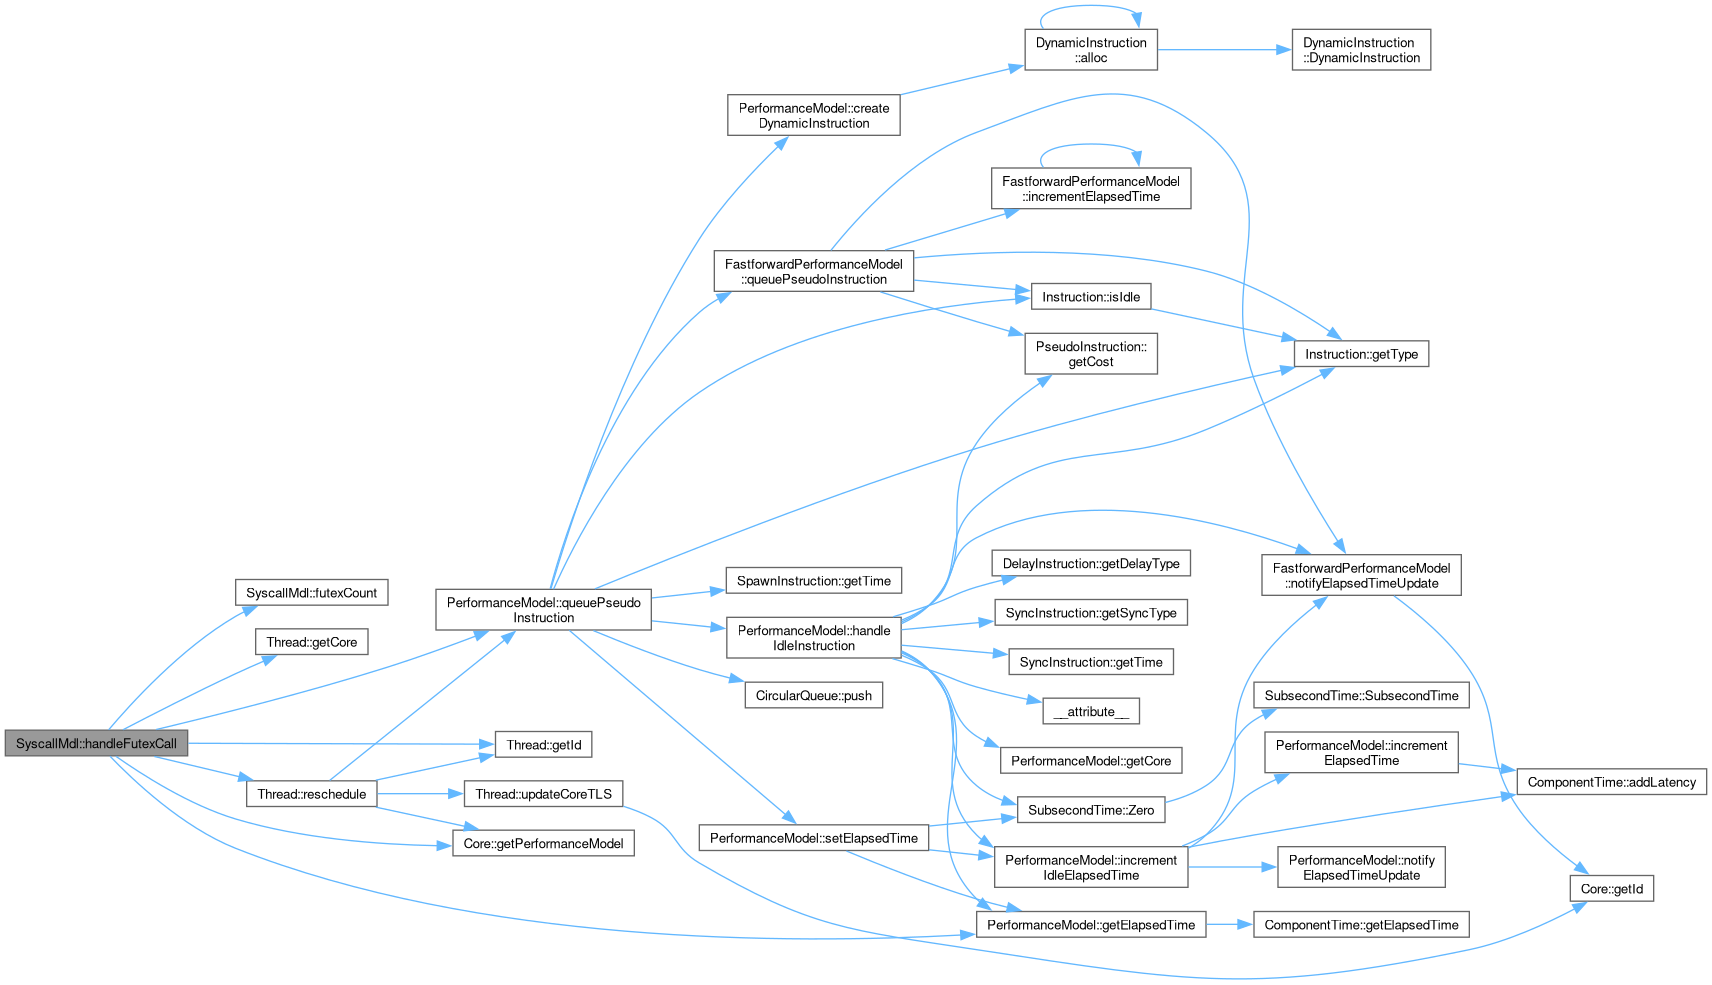 DynamicInstruction
::alloc
DynamicInstruction
::DynamicInstruction
PerformanceModel::create
DynamicInstruction
FastforwardPerformanceModel
::incrementElapsedTime
FastforwardPerformanceModel
::queuePseudoInstruction
Instruction::isIdle
PseudoInstruction::
getCost
Instruction::getType
SyscallMdl::futexCount
Thread::getCore
PerformanceModel::queuePseudo
Instruction
SpawnInstruction::getTime
PerformanceModel::handle
IdleInstruction
CircularQueue::push
DelayInstruction::getDelayType
SyncInstruction::getSyncType
SyncInstruction::getTime
__attribute__
FastforwardPerformanceModel
::notifyElapsedTimeUpdate
SubsecondTime::SubsecondTime
SyscallMdl::handleFutexCall
Thread::getId
Thread::reschedule
Thread::updateCoreTLS
Core::getPerformanceModel
PerformanceModel::getCore
PerformanceModel::increment
ElapsedTime
ComponentTime::addLatency
SubsecondTime::Zero
PerformanceModel::setElapsedTime
PerformanceModel::increment
IdleElapsedTime
PerformanceModel::notify
ElapsedTimeUpdate
Core::getId
PerformanceModel::getElapsedTime
ComponentTime::getElapsedTime